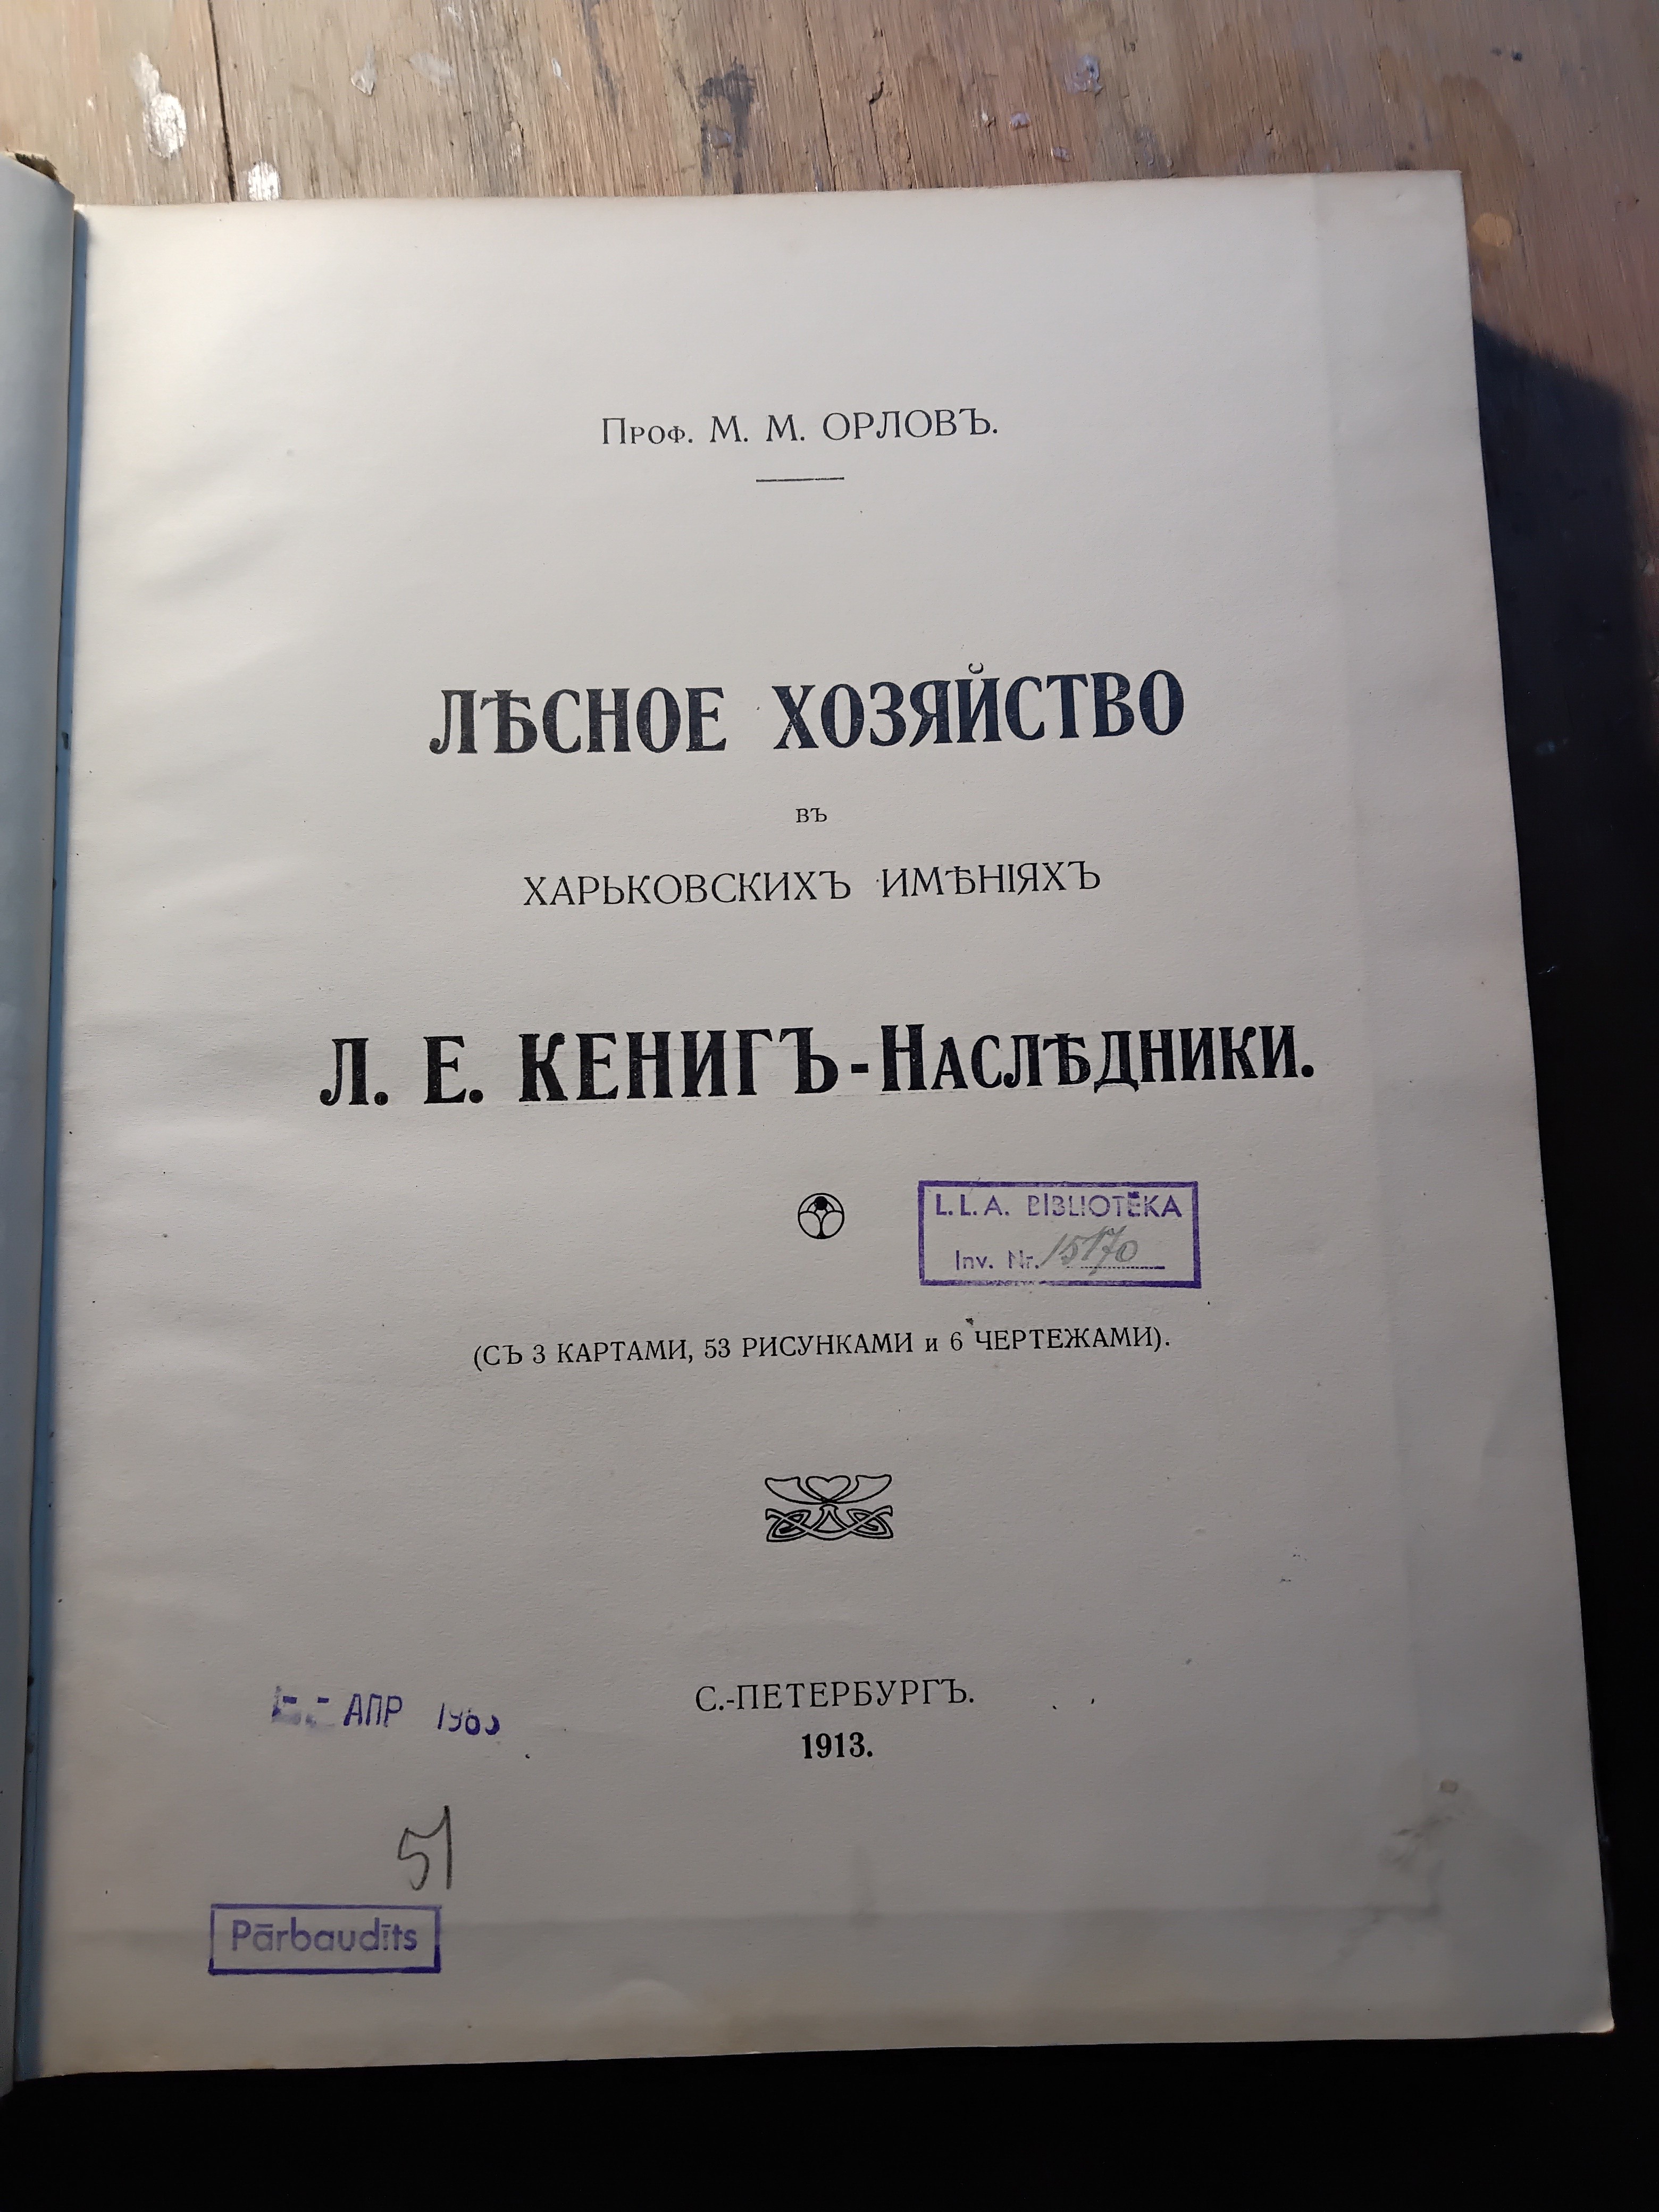 Проф. М. М. ОРЛОВЪ.
ЛѢСНОЕ ХОЗЯЙСТВО
въ
ХАРЬКОВСКИХЪ ИМѢНІЯХЪ
Л. Е. КЕНИГЪ-Наслѣдники.
L.L.A. BIBLIOTĒKA
Inv. Nr. 15170
(СЪ 3 КАРТАМИ, 53 РИСУНКАМИ и 6 ЧЕРТЕЖАМИ).
С.-ПЕТЕРБУРГЪ.
1913.
АПР
51
Pārbaudīts